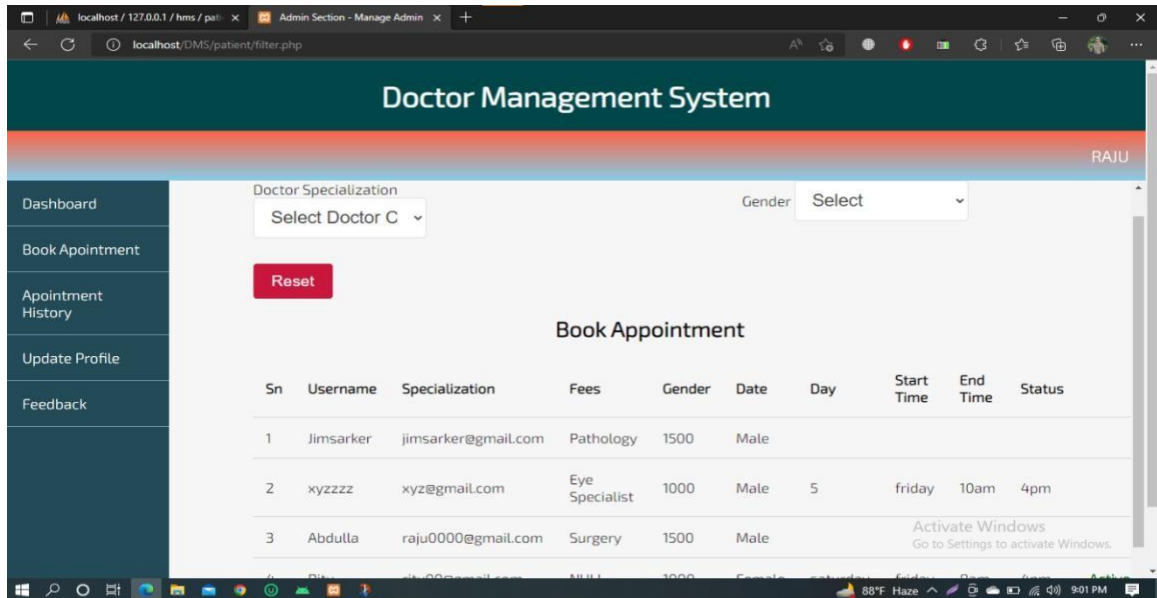 localhost / 127.0.0.1 / hms / pati
Admin Section - Manage Admin
localhost/DMS/patient/filter.php
Doctor Management System
RAJU
Dashboard
Book Apointment
Apointment
History
Update Profile
Feedback
Doctor Specialization
Select Doctor C
Gender Select
Reset
Book Appointment
Sn Username Specialization Fees Gender Date Day Start Time End Time Status
1 Jimsarker jimsarker@gmail.com Pathology 1500 Male
2 xyzzzz xyz@gmail.com Eye Specialist 1000 Male 5 friday 10am 4pm
3 Abdulla raju0000@gmail.com Surgery 1500 Male
Activate Windows
Go to Settings to activate Windows.
88°F Haze
9:01 PM